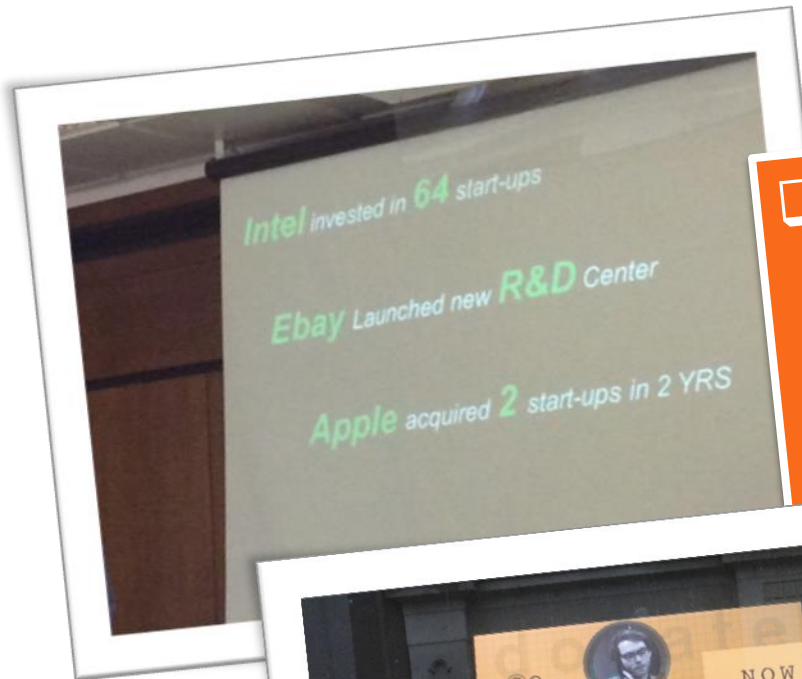 Intel invested in 64 start-ups
Ebay Launched new R&D Center
Apple acquired 2 start-ups in 2 YRS
NOW